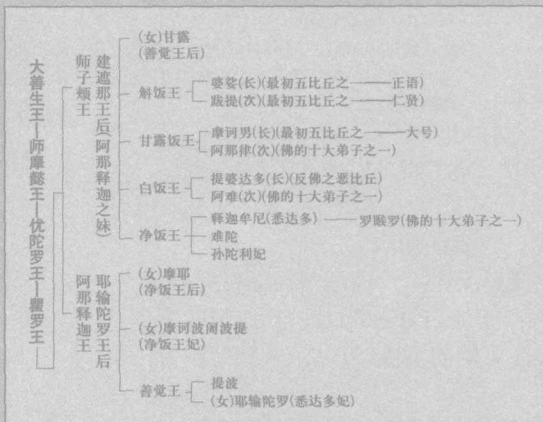 大善生王—师摩懿王—优陀罗王—瞿罗王
师子颊王
建遮那王后(阿那释迦之妹)
(女)甘露
(善觉王后)
斛饭王
婆娑(长)(最初五比丘之一——正语)
跋提(次)(最初五比丘之一——仁贤)
甘露饭王
摩诃男(长)(最初五比丘之一——大号)
阿那律(次)(佛的十大弟子之一)
白饭王
提婆达多(长)(反佛之恶比丘)
阿难(次)(佛的十大弟子之一)
净饭王
释迦牟尼(悉达多)——罗睺罗(佛的十大弟子之一)
难陀
孙陀利妃
阿那释迦王
耶输陀罗王后
(女)摩耶
(净饭王后)
(女)摩诃波阇波提
(净饭王妃)
善觉王
提波
(女)耶输陀罗(悉达多妃)